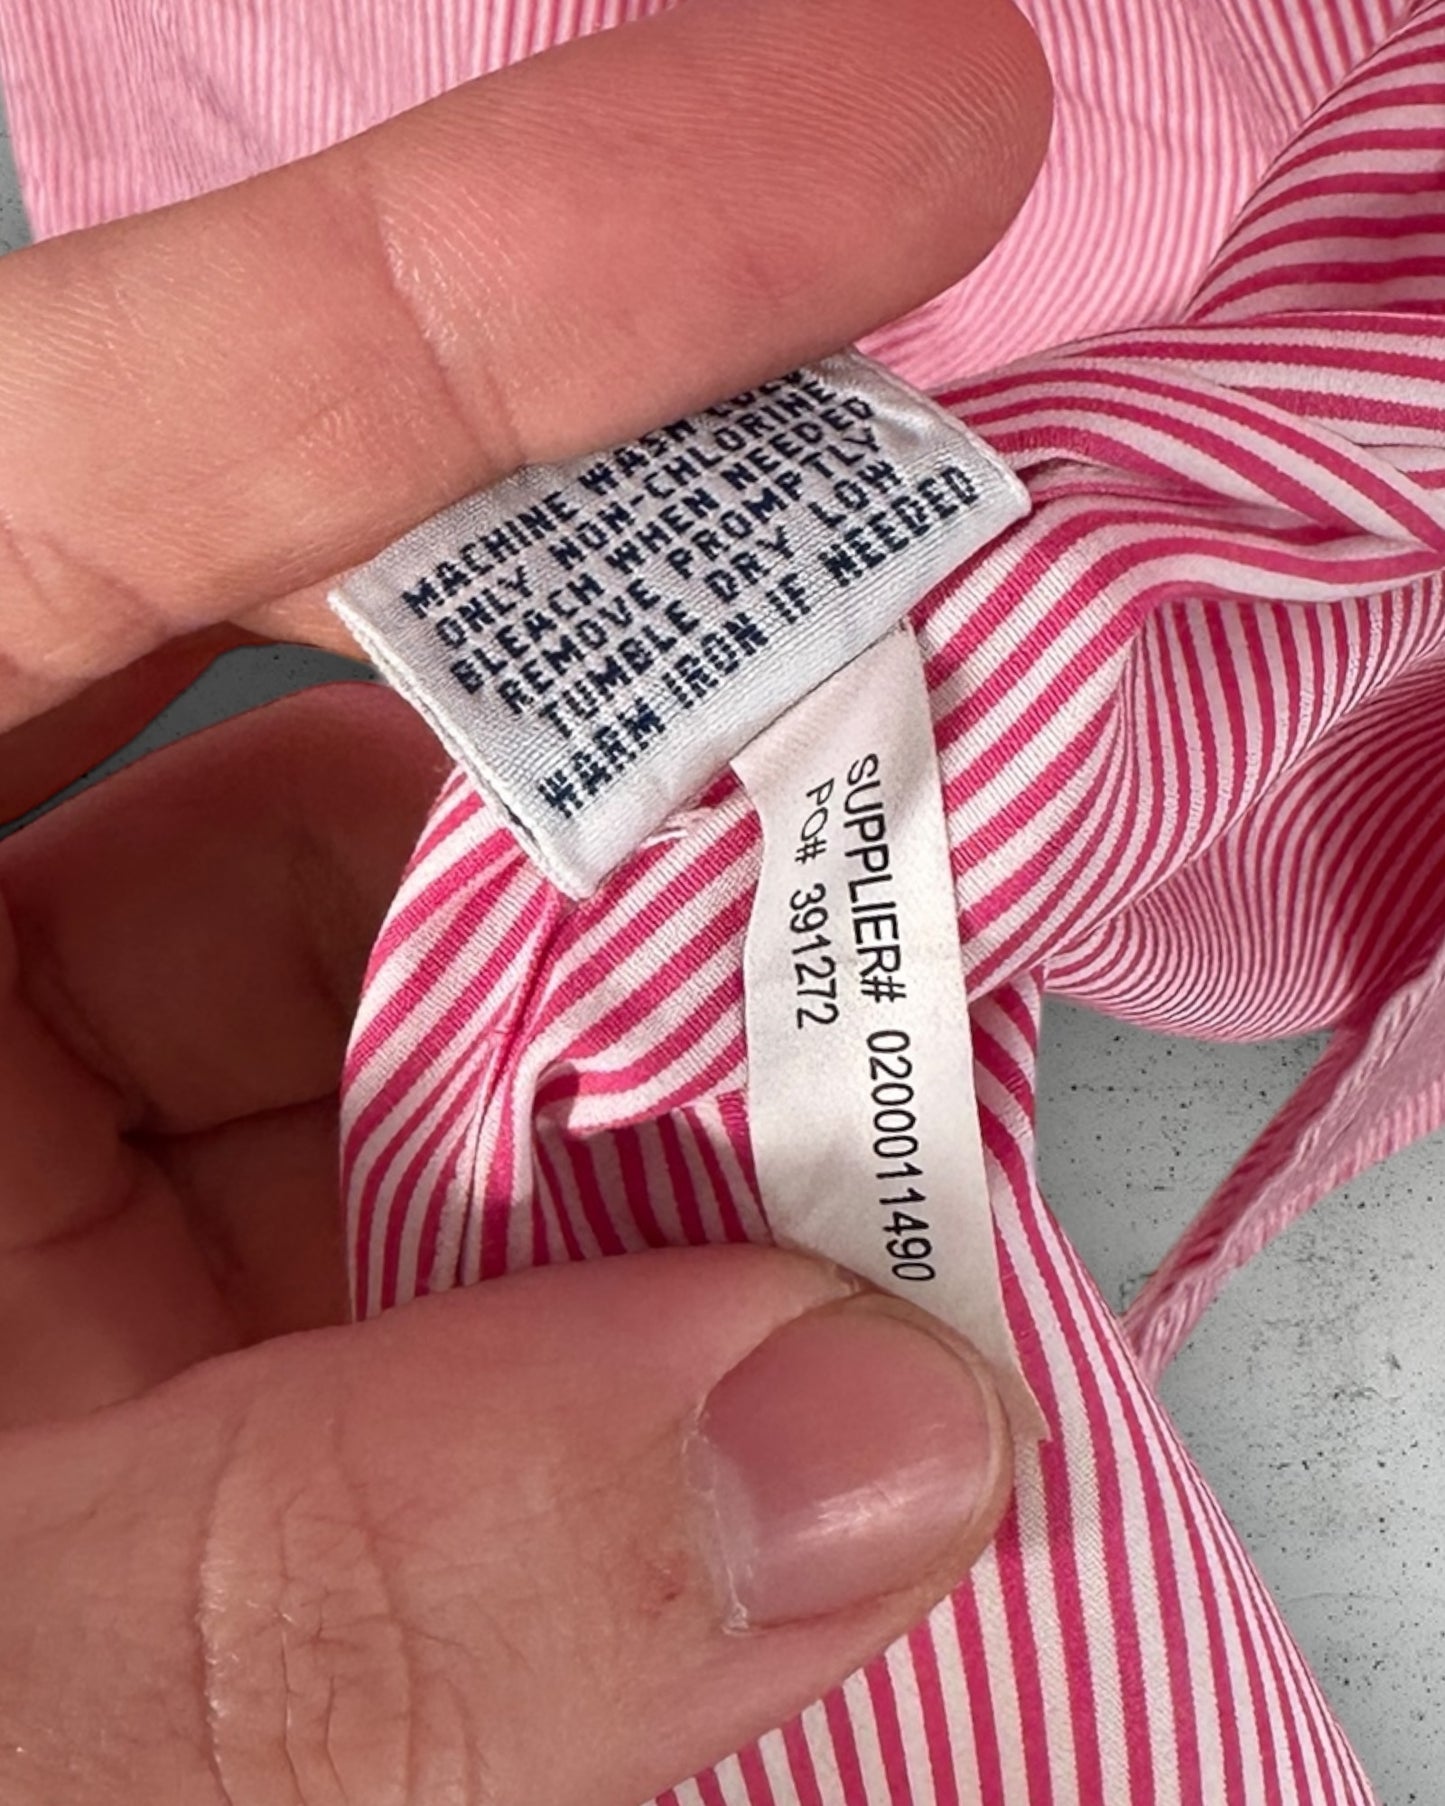 MACHINE WASH COLD
ONLY NON-CHLORINE
BLEACH WHEN NEEDED
REMOVE PROMPTLY
TUMBLE DRY LOW
WARM IRON IF NEEDED
SUPPLIER# 0200011490
PO# 391272